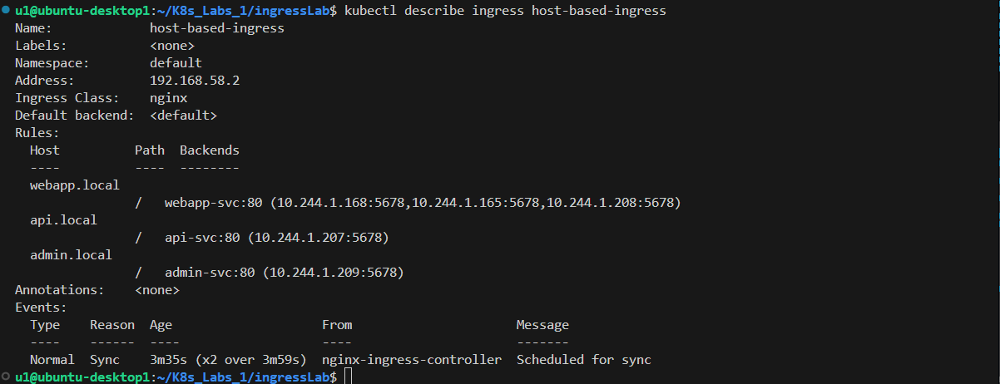 u1@ubuntu-desktop1:~/K8s_Labs_1/ingressLab$ kubectl describe ingress host-based-ingress
Name:             host-based-ingress
Labels:           <none>
Namespace:        default
Address:          192.168.58.2
Ingress Class:    nginx
Default backend:  <default>
Rules:
  Host          Path  Backends
  ----          ----  --------
  webapp.local
                /   webapp-svc:80 (10.244.1.168:5678,10.244.1.165:5678,10.244.1.208:5678)
  api.local
                /   api-svc:80 (10.244.1.207:5678)
  admin.local
                /   admin-svc:80 (10.244.1.209:5678)
Annotations:    <none>
Events:
  Type    Reason  Age                    From                      Message
  ----    ------  ----                   ----                      -------
  Normal  Sync    3m35s (x2 over 3m59s)  nginx-ingress-controller  Scheduled for sync
u1@ubuntu-desktop1:~/K8s_Labs_1/ingressLab$